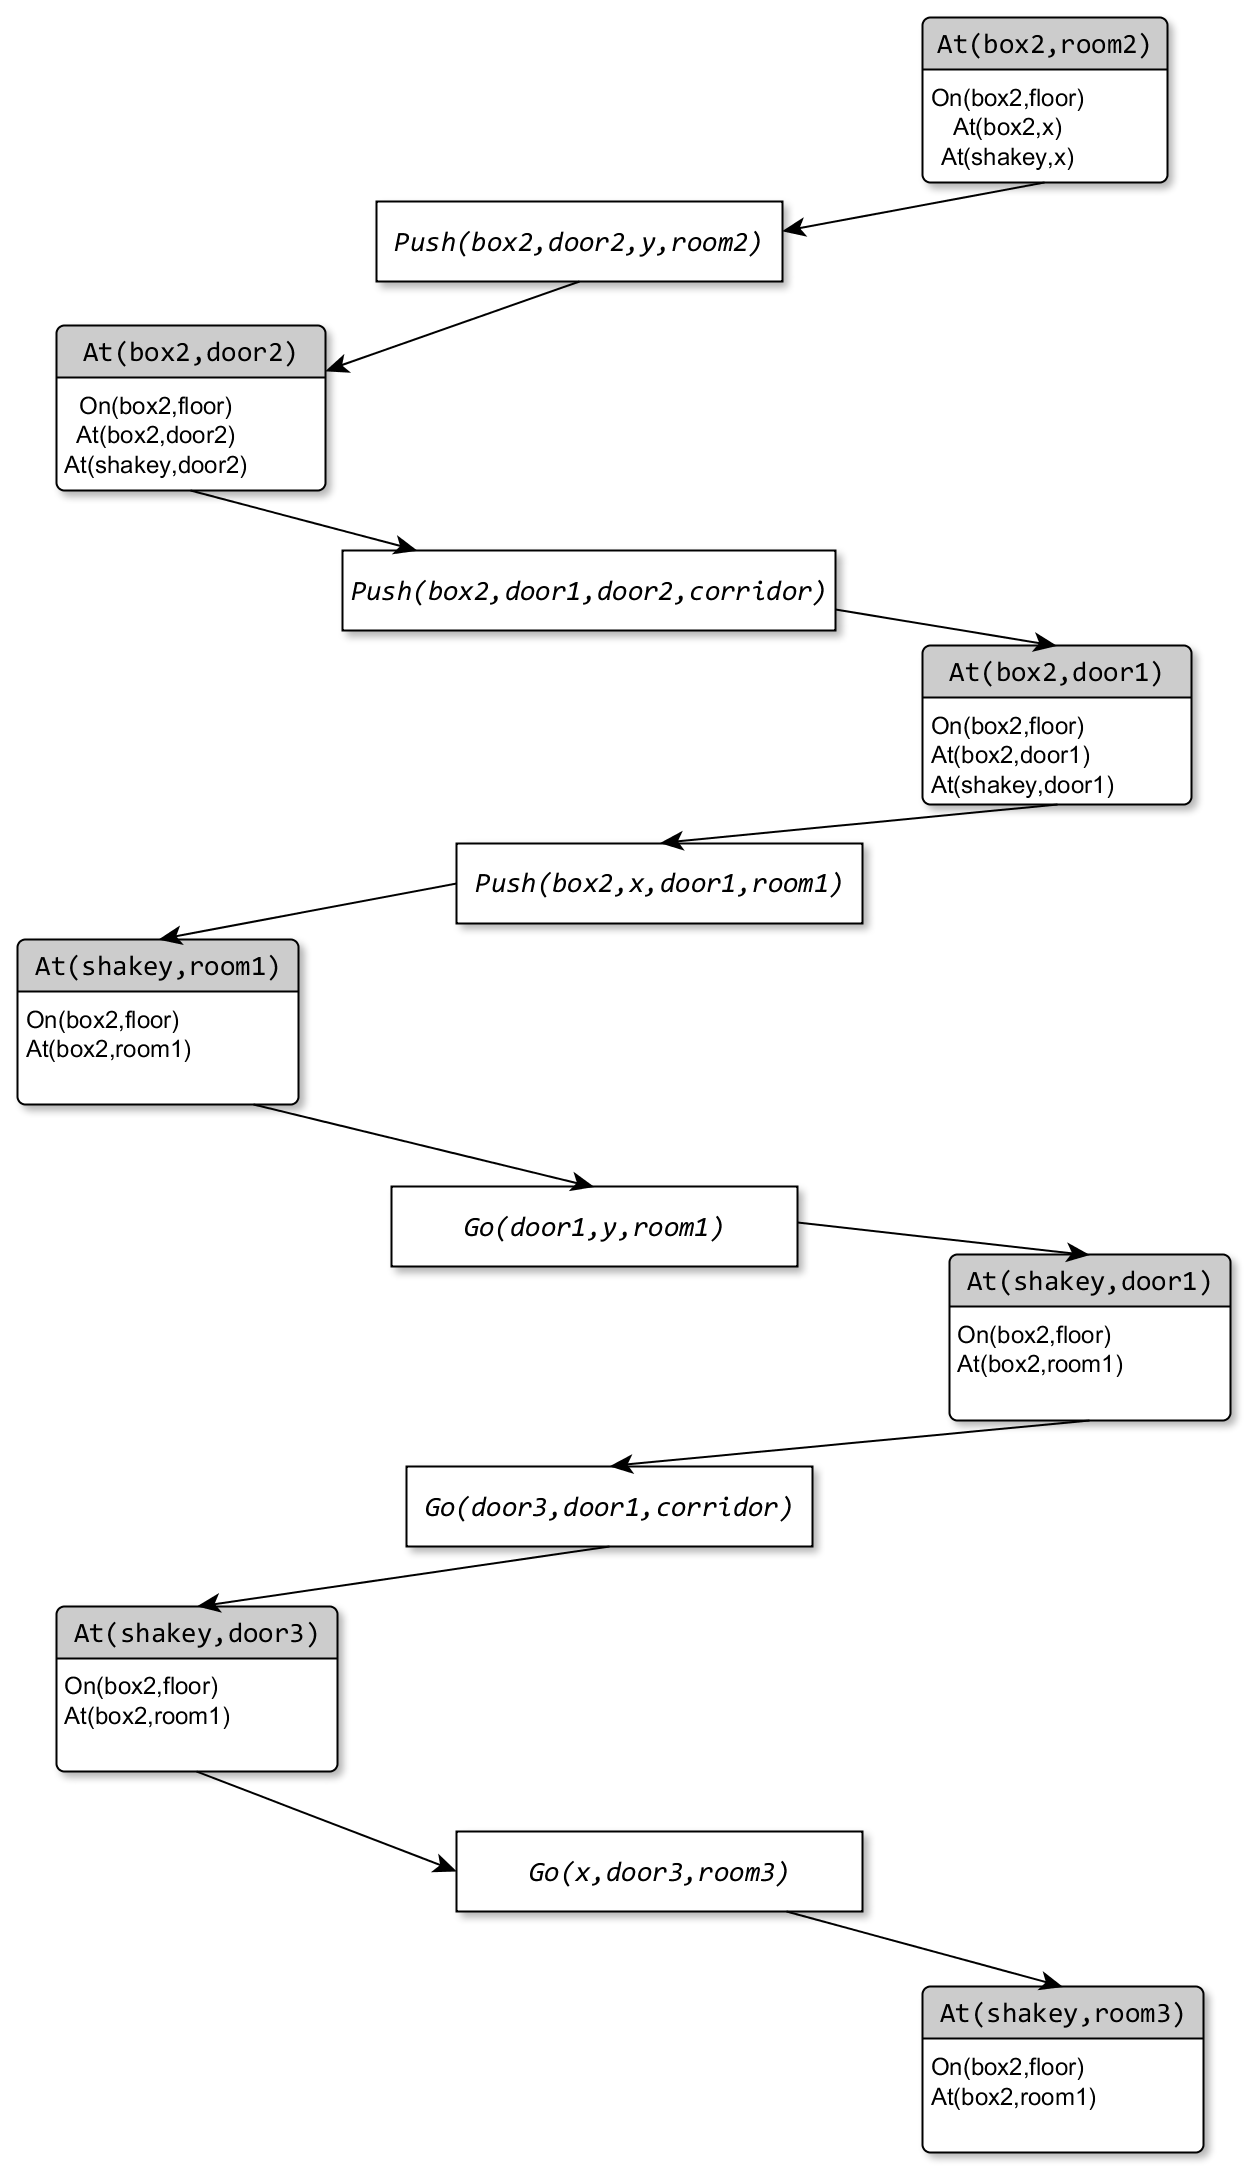 At(box2,room2)
On(box2,floor)
At(box2,x)
At(shakey,x)
Push(box2,door2,y,room2)
At(box2,door2)
On(box2,floor)
At(box2,door2)
At(shakey,door2)
Push(box2,door1,door2,corridor)
At(box2,door1)
On(box2,floor)
At(box2,door1)
At(shakey,door1)
Push(box2,x,door1,room1)
At(shakey,room1)
On(box2,floor)
At(box2,room1)
Go(door1,y,room1)
At(shakey,door1)
On(box2,floor)
At(box2,room1)
Go(door3,door1,corridor)
At(shakey,door3)
On(box2,floor)
At(box2,room1)
Go(x,door3,room3)
At(shakey,room3)
On(box2,floor)
At(box2,room1)